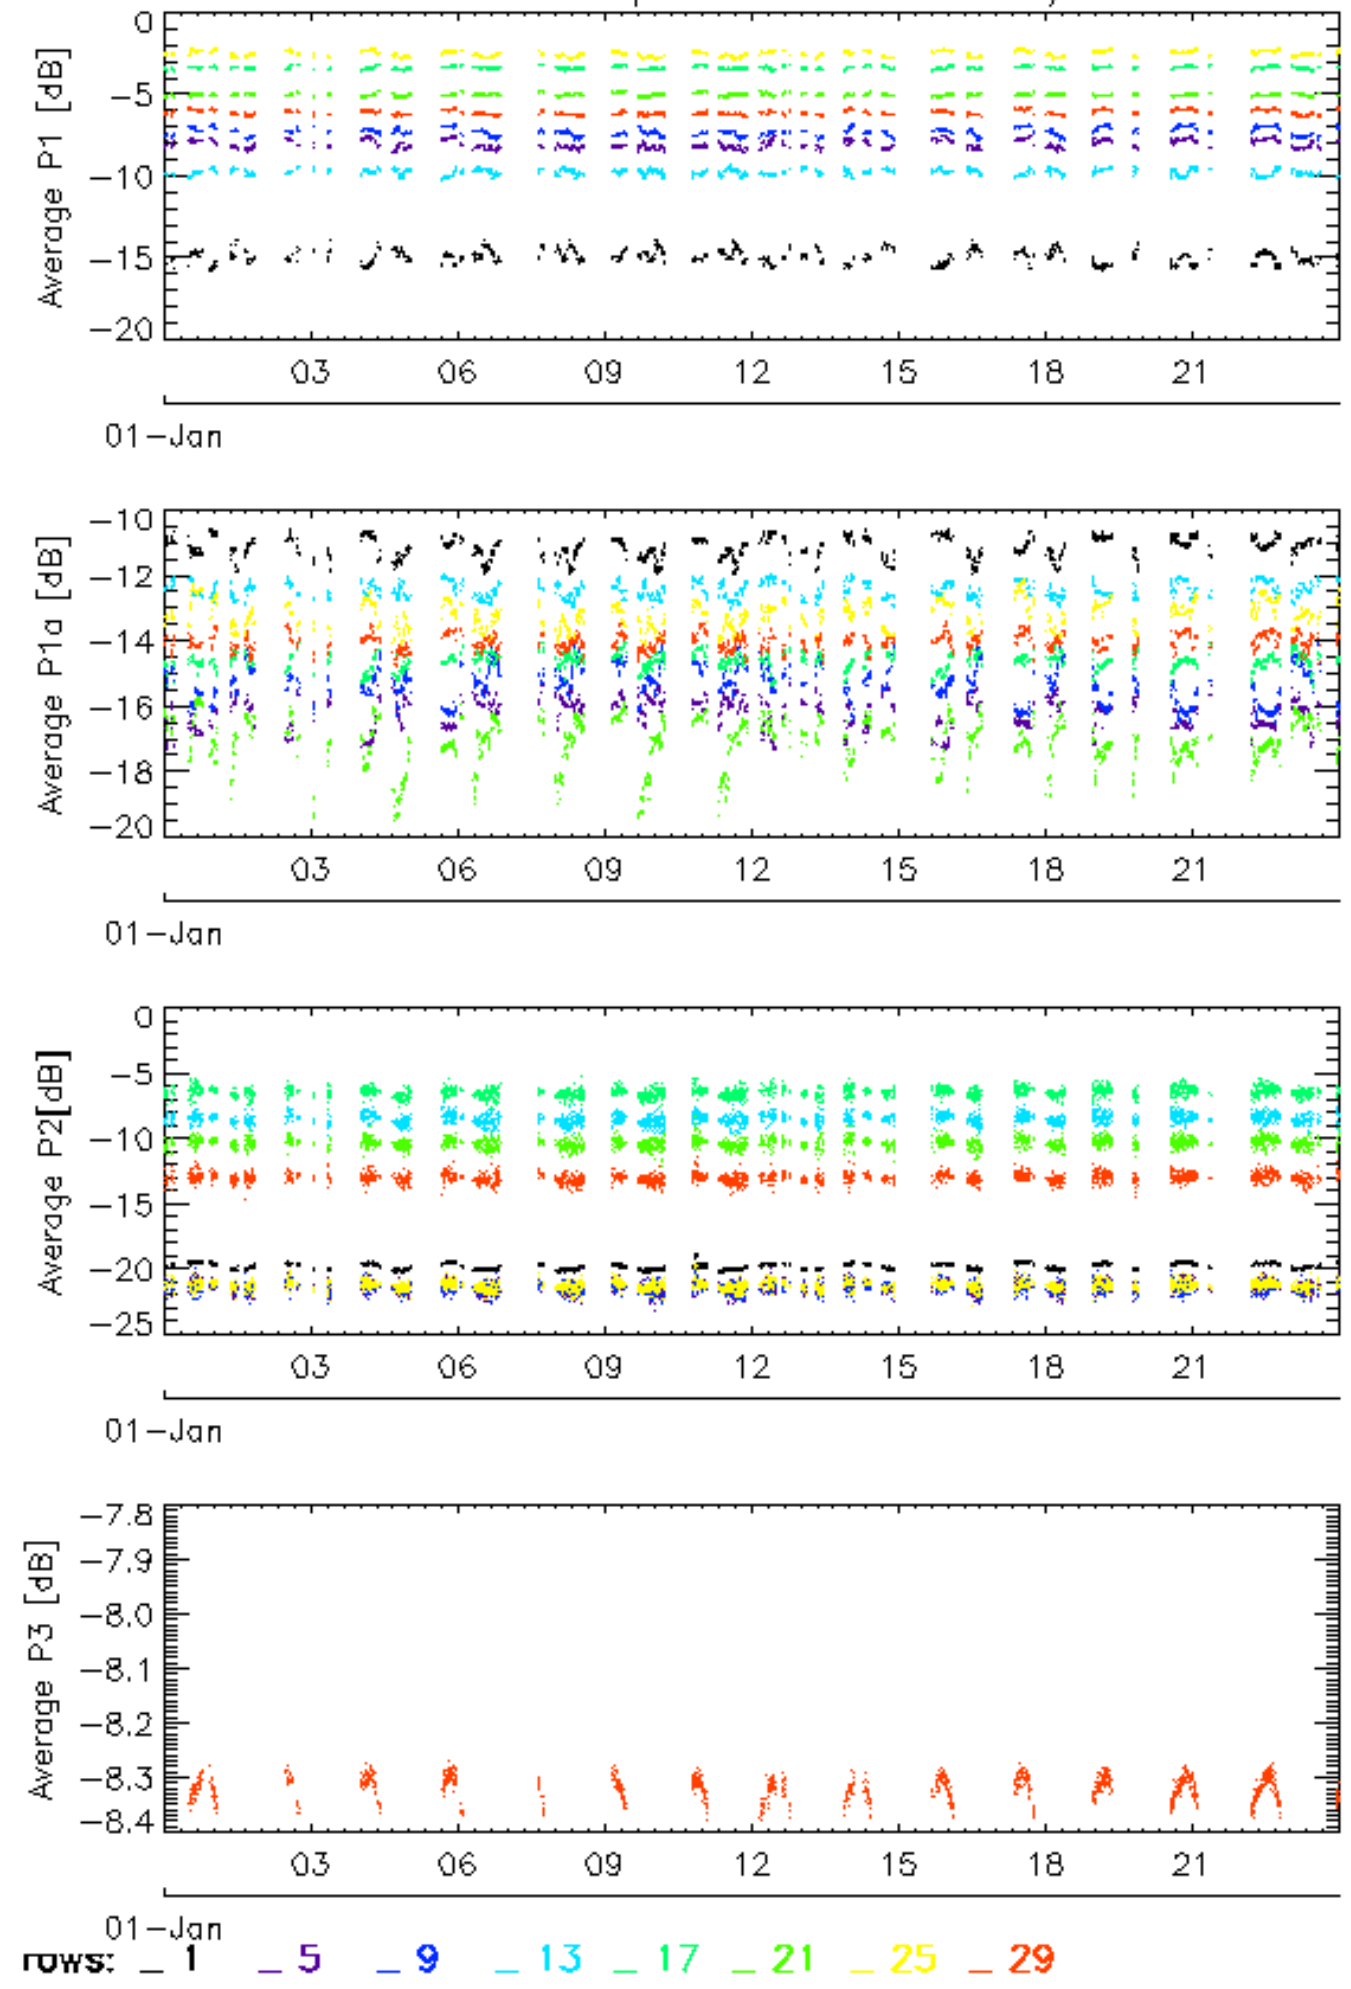 0
−5
−10
−15
−20
Average P1 [dB]
03 06 09 12 15 18 21
01−Jan
−10
−12
−14
−16
−18
−20
Average P1a [dB]
03 06 09 12 15 18 21
01−Jan
0
−5
−10
−15
−20
−25
Average P2[dB]
03 06 09 12 15 18 21
01−Jan
−7.8
−7.9
−8.0
−8.1
−8.2
−8.3
−8.4
Average P3 [dB]
03 06 09 12 15 18 21
01−Jan
rows: _ 1 _ 5 _ 9 _ 13 _ 17 _ 21 _ 25 _ 29